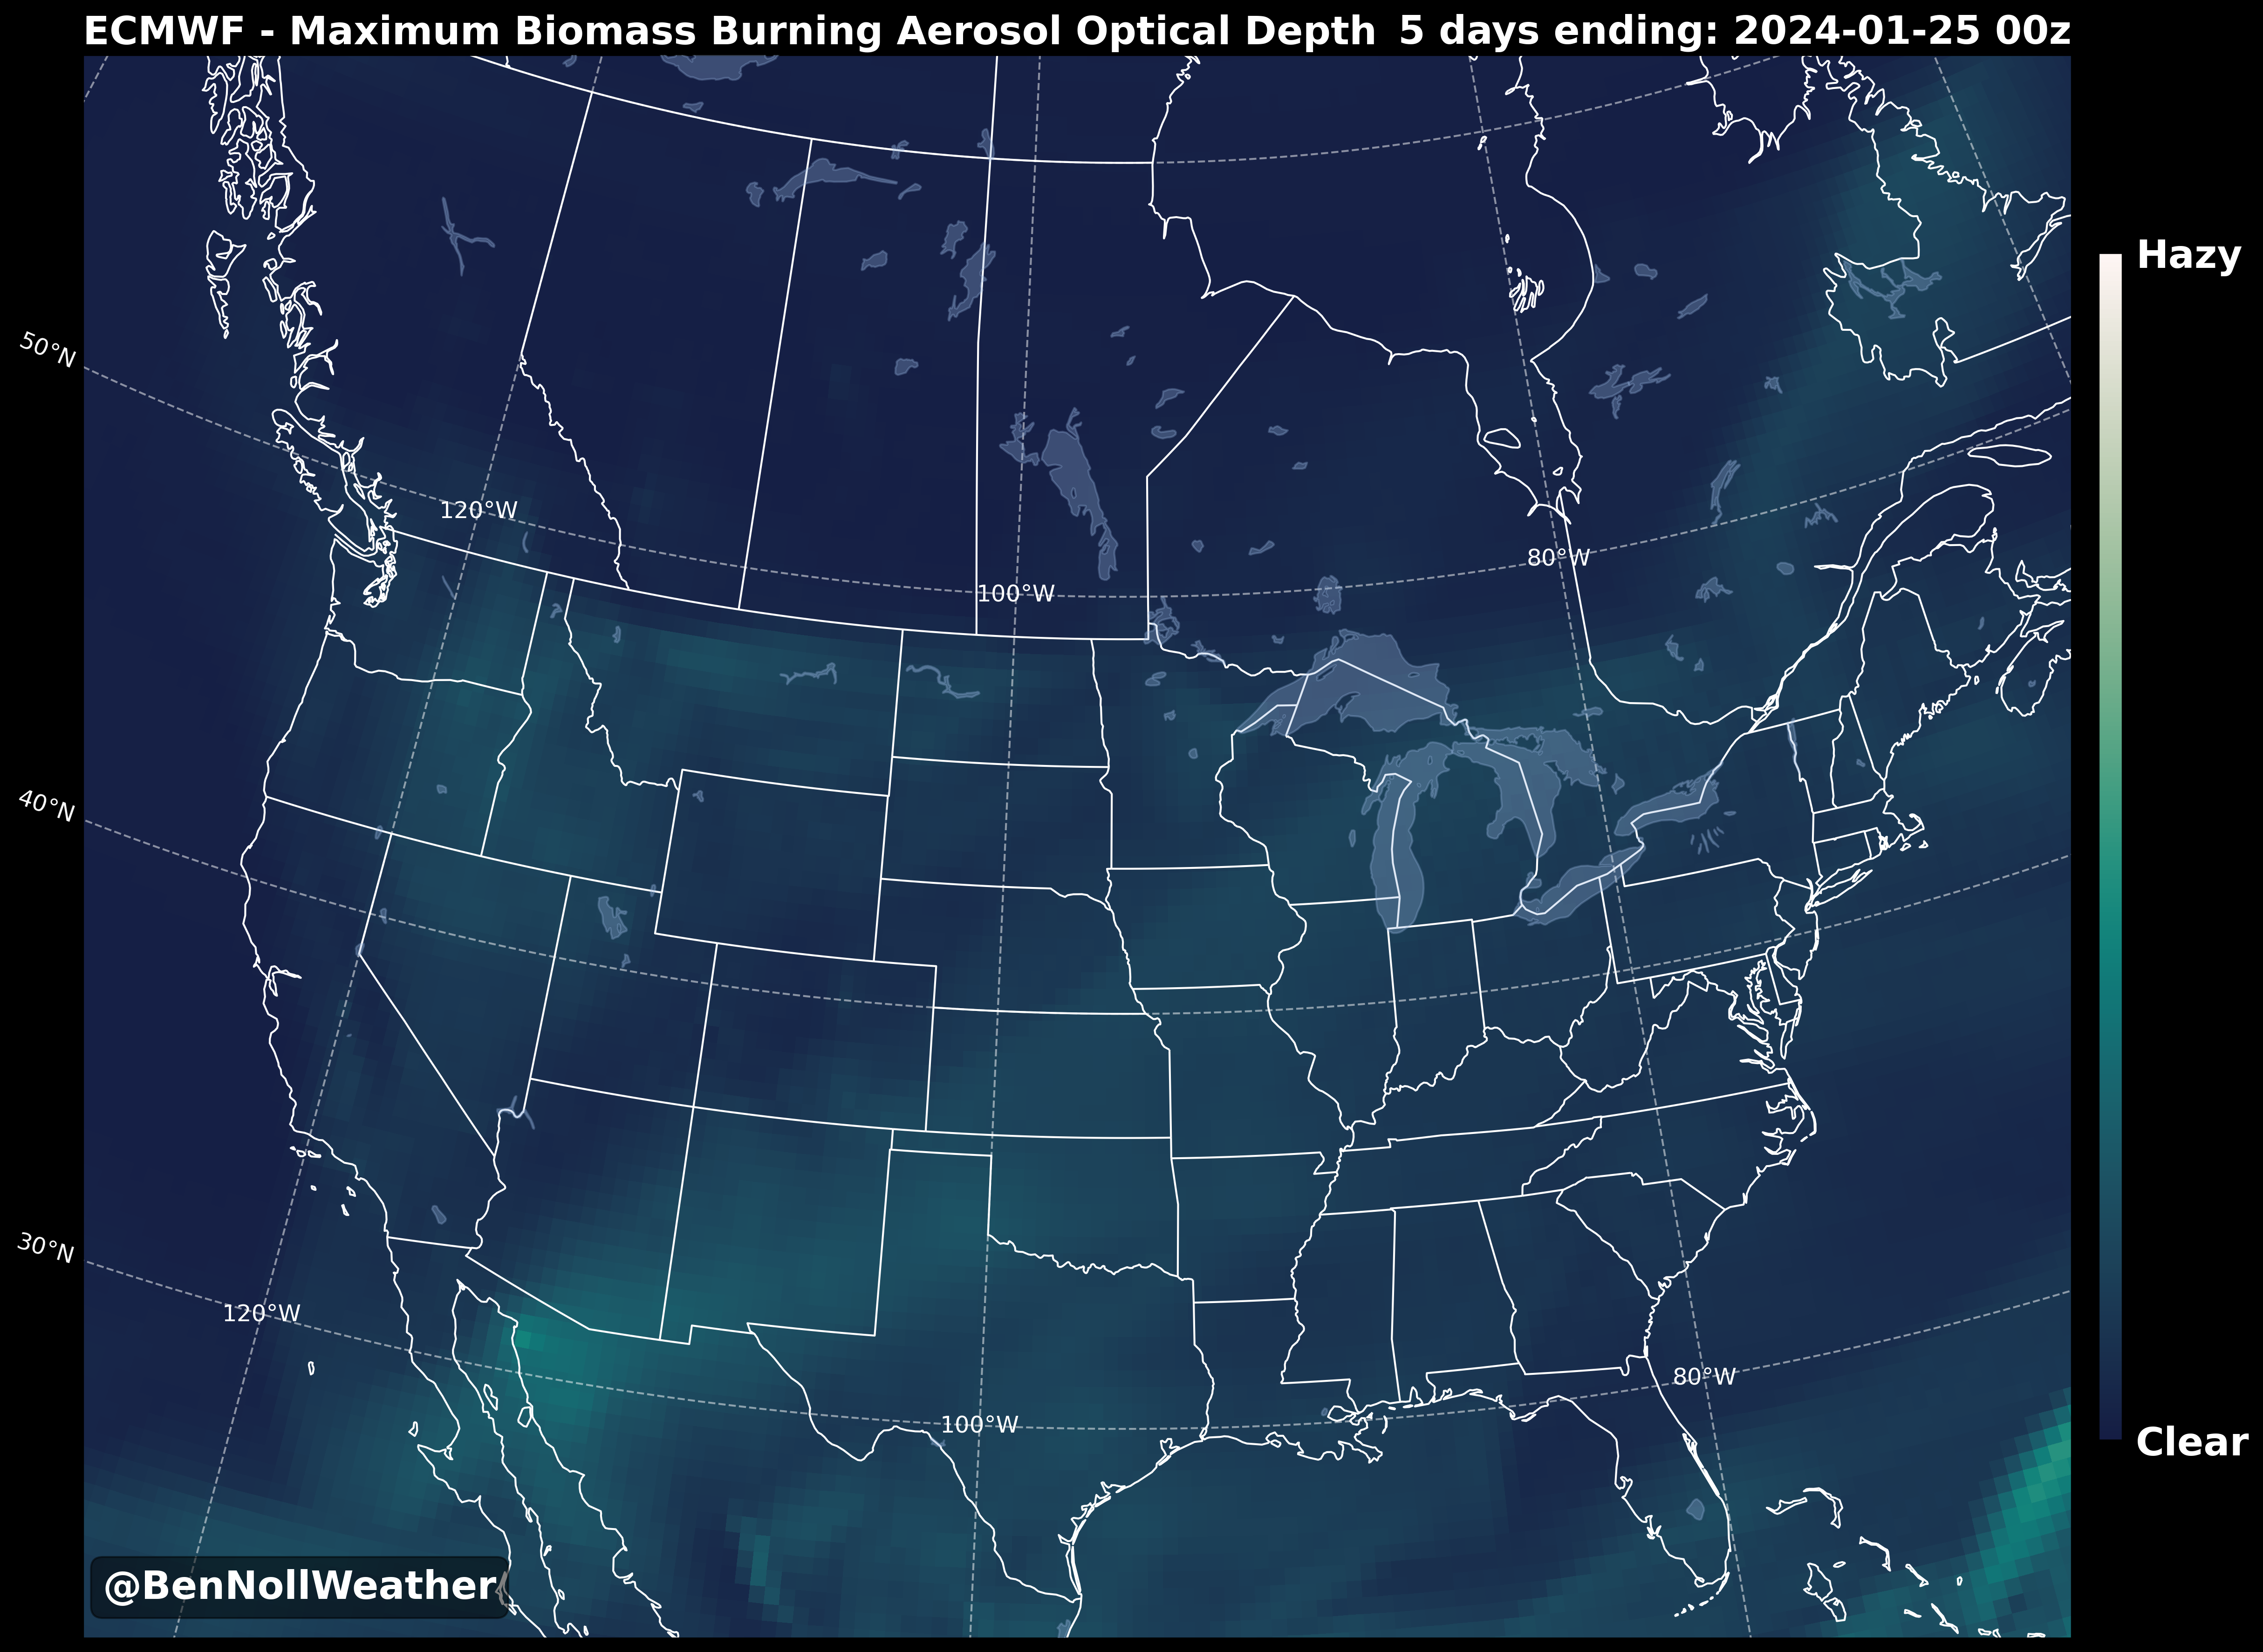 ECMWF - Maximum Biomass Burning Aerosol Optical Depth 5 days ending: 2024-01-25 00z
Hazy
50°N
120°W
80°W
100°W
40°N
30°N
120°W
80°W
100°W
Clear
@BenNollWeather